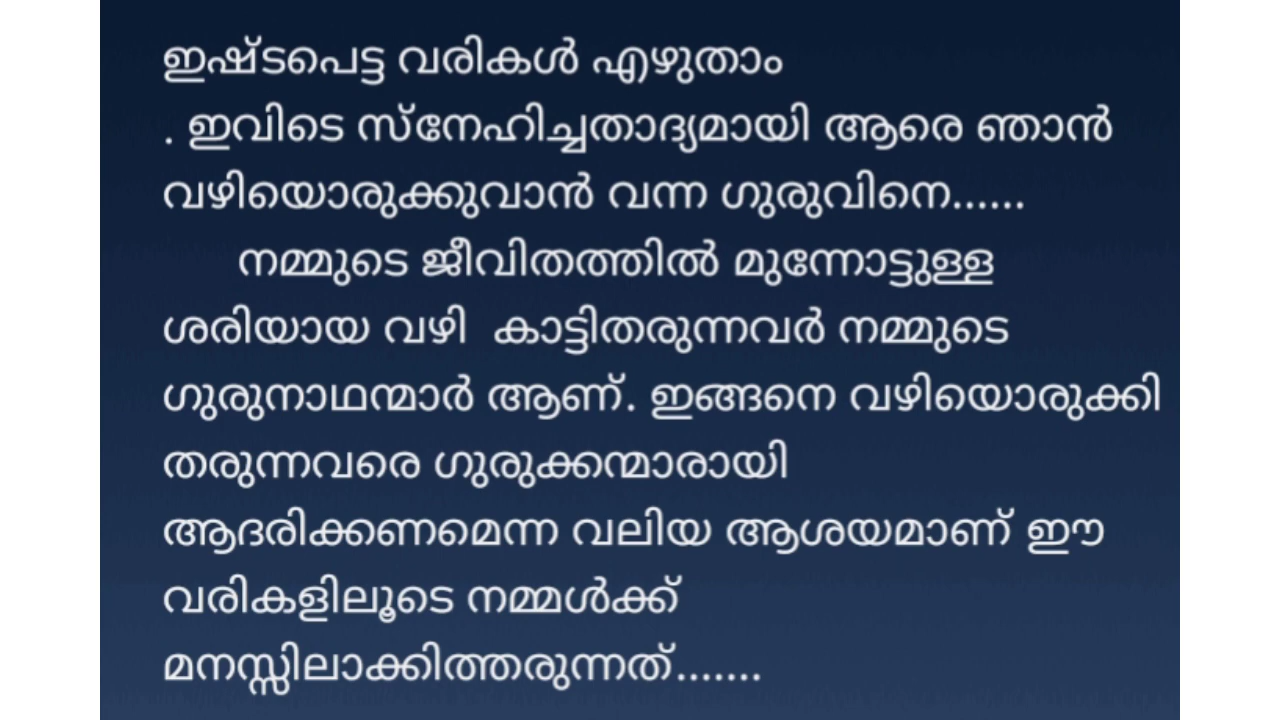 ഇഷ്ടപെട്ട വരികൾ എഴുതാം
. ഇവിടെ സ്നേഹിച്ചതാദ്യമായി ആരെ ഞാൻ
വഴിയൊരുക്കുവാൻ വന്ന ഗുരുവിനെ......
നമ്മുടെ ജീവിതത്തിൽ മുന്നോട്ടുള്ള
ശരിയായ വഴി കാട്ടിതരുന്നവർ നമ്മുടെ
ഗുരുനാഥന്മാർ ആണ്. ഇങ്ങനെ വഴിയൊരുക്കി
തരുന്നവരെ ഗുരുക്കന്മാരായി
ആദരിക്കണമെന്ന വലിയ ആശയമാണ് ഈ
വരികളിലൂടെ നമ്മൾക്ക്
മനസ്സിലാക്കിത്തരുന്നത്.......